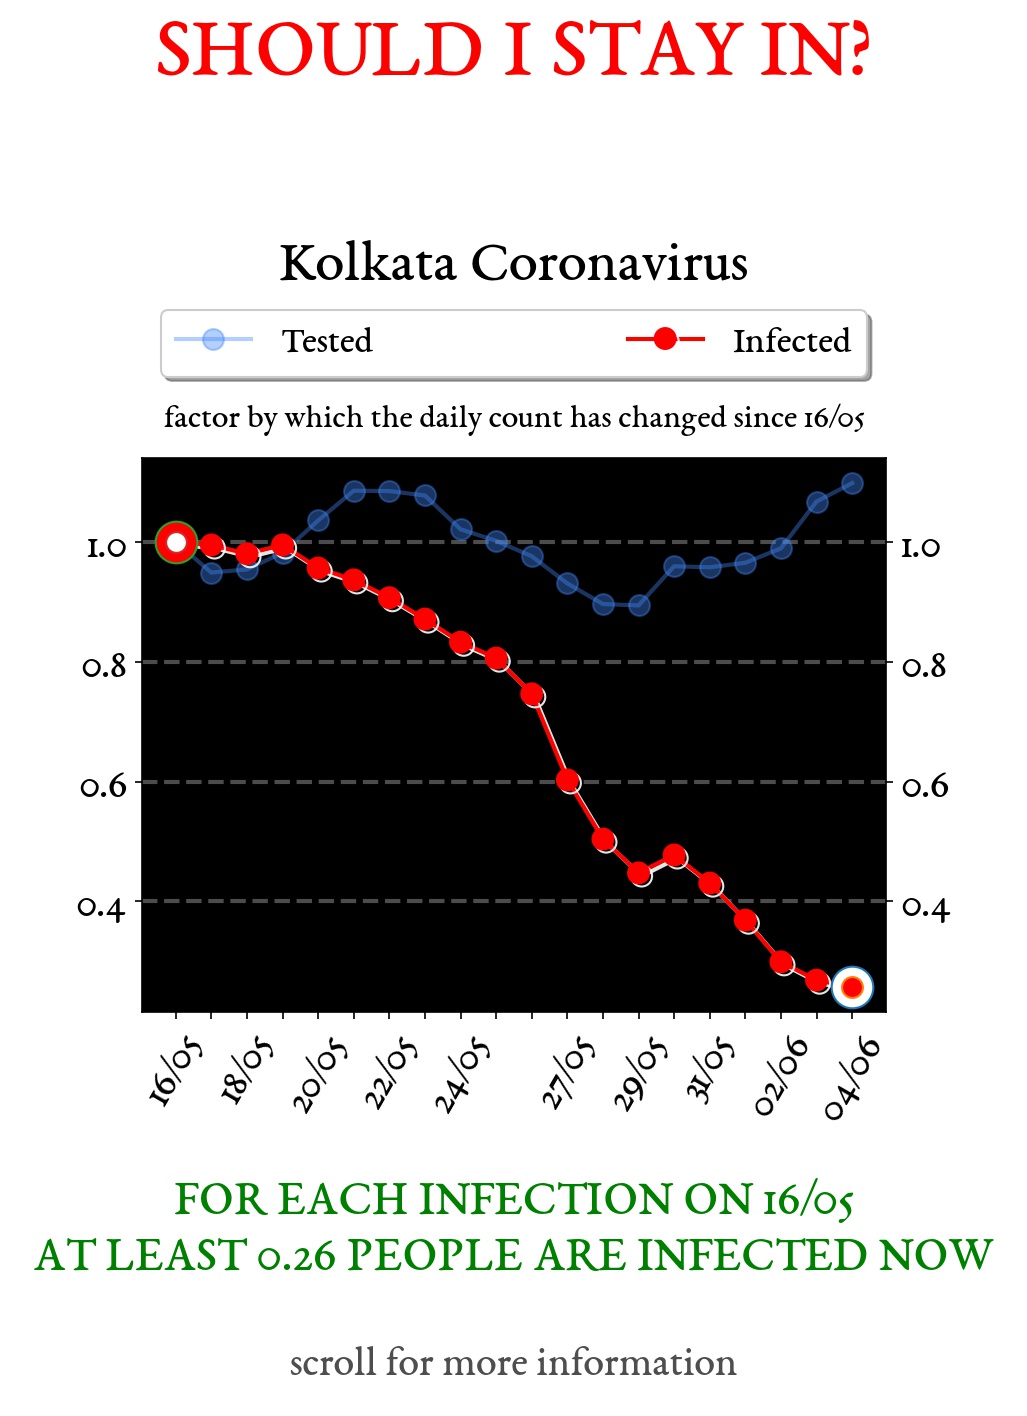 SHOULD I STAY IN?
Kolkata Coronavirus
Tested Infected
factor by which the daily count has changed since 16/05
1.0 1.0
0.8 0.8
0.6 0.6
0.4 0.4
16/05 18/05 20/05 22/05 24/05 27/05 29/05 31/05 02/06 04/06
FOR EACH INFECTION ON 16/05
AT LEAST 0.26 PEOPLE ARE INFECTED NOW
scroll for more information